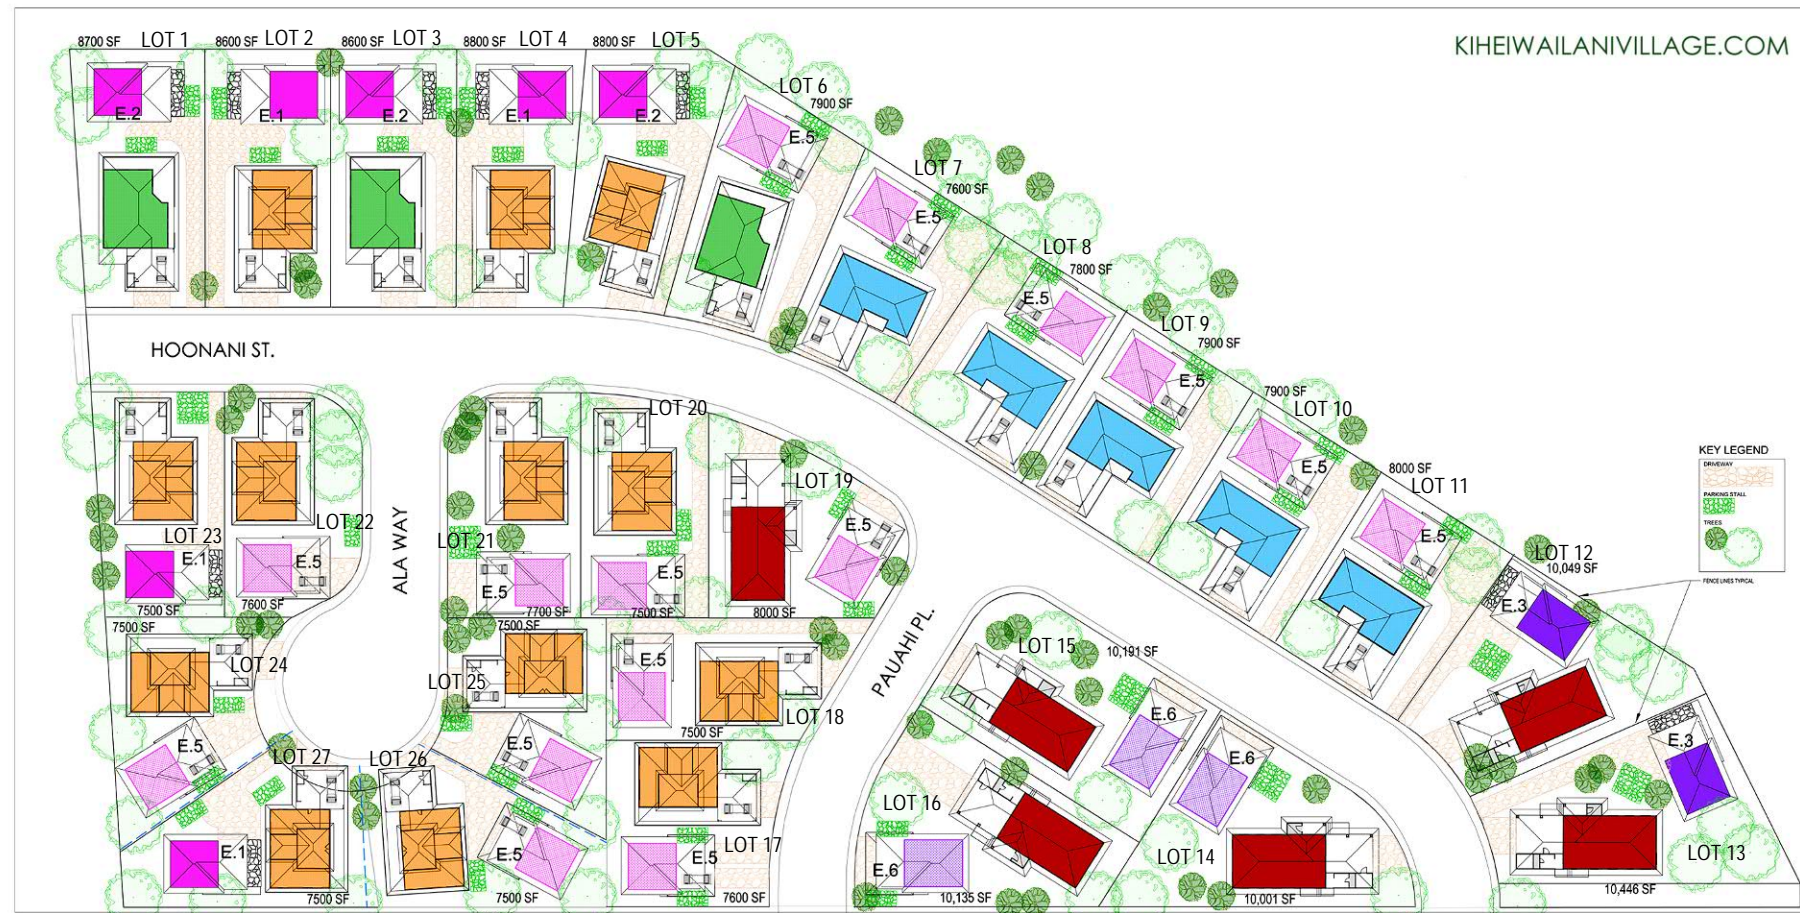 KIHEIWAILANIVILLAGE.COM
8700 SF
LOT 1
8600 SF
LOT 2
8600 SF
LOT 3
8800 SF
LOT 4
8800 SF
LOT 5
E.2
E.1
E.2
E.1
E.2
LOT 6
7900 SF
E.5
LOT 7
7600 SF
E.5
LOT 8
7800 SF
E.5
LOT 9
7900 SF
E.5
7900 SF
LOT 10
E.5
8000 SF
LOT 11
E.5
LOT 12
10,049 SF
E.3
KEY LEGEND
DRIVEWAY
PARKING STALL
TREES
FENCE LINES TYPICAL
HOONANI ST.
ALA WAY
PAUAHI PL.
LOT 20
LOT 19
LOT 23
E.1
7500 SF
LOT 22
E.5
7600 SF
LOT 21
E.5
7700 SF
E.5
7500 SF
E.5
8000 SF
7500 SF
LOT 24
E.5
7500 SF
LOT 25
E.5
E.5
LOT 18
7500 SF
LOT 27
LOT 26
E.1
7500 SF
E.5
7500 SF
LOT 17
E.5
7600 SF
LOT 15
10,191 SF
E.6
E.6
LOT 16
E.6
10,135 SF
LOT 14
10,001 SF
E.3
LOT 13
10,446 SF